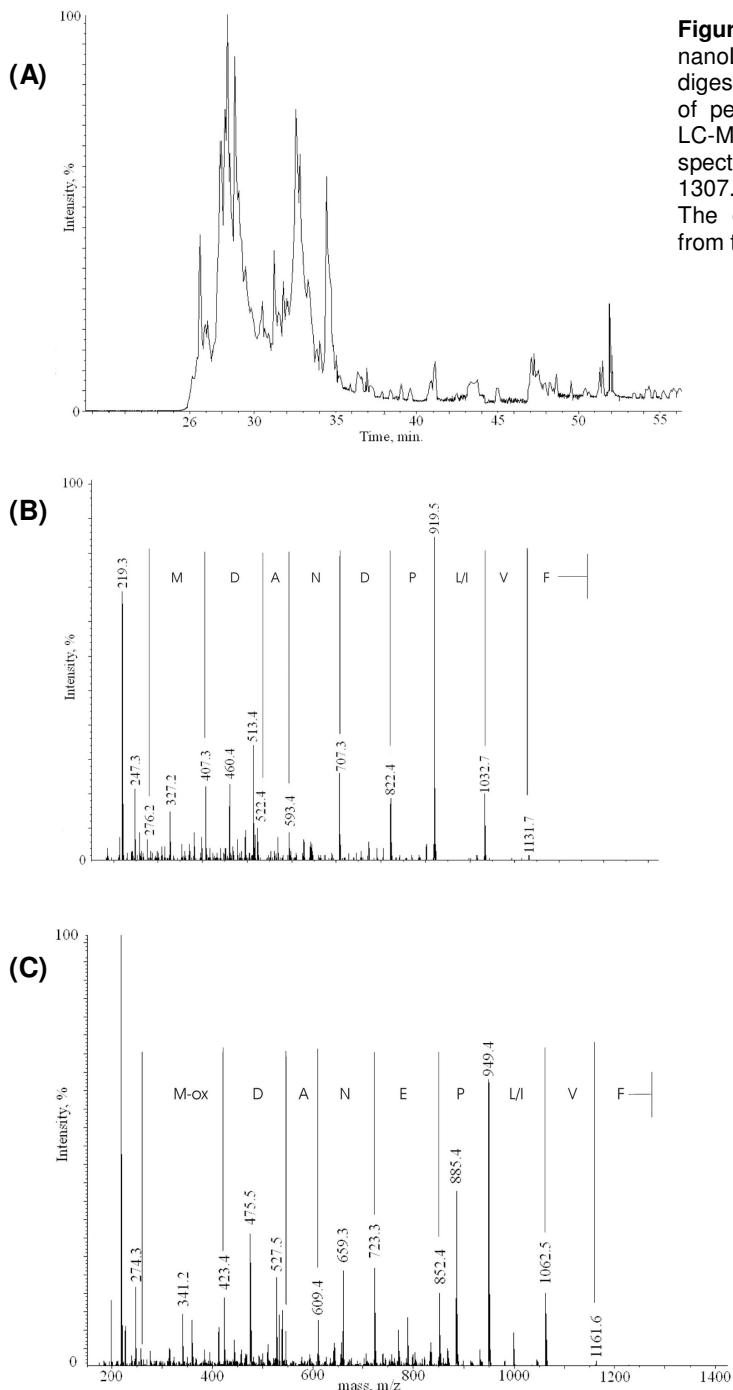 Figur
nanol
diges
of pe
LC-M
spect
1307.
The
from t
(A)
100
Intensity, %
0
26 30 35 40 45 50 55
Time, min.
(B)
100
Intensity, %
0
M D A N D P L/I V F
219.3
247.3
276.2
327.2
407.3
460.4
513.4
522.4
593.4
707.3
822.4
919.5
1032.7
1131.7
(C)
100
Intensity, %
0
M-ox D A N E P L/I V F
274.3
341.2
423.4
475.5
527.5
609.4
659.3
723.3
852.4
885.4
949.4
1062.5
1161.6
200 400 600 800 1000 1200 1400
mass, m/z